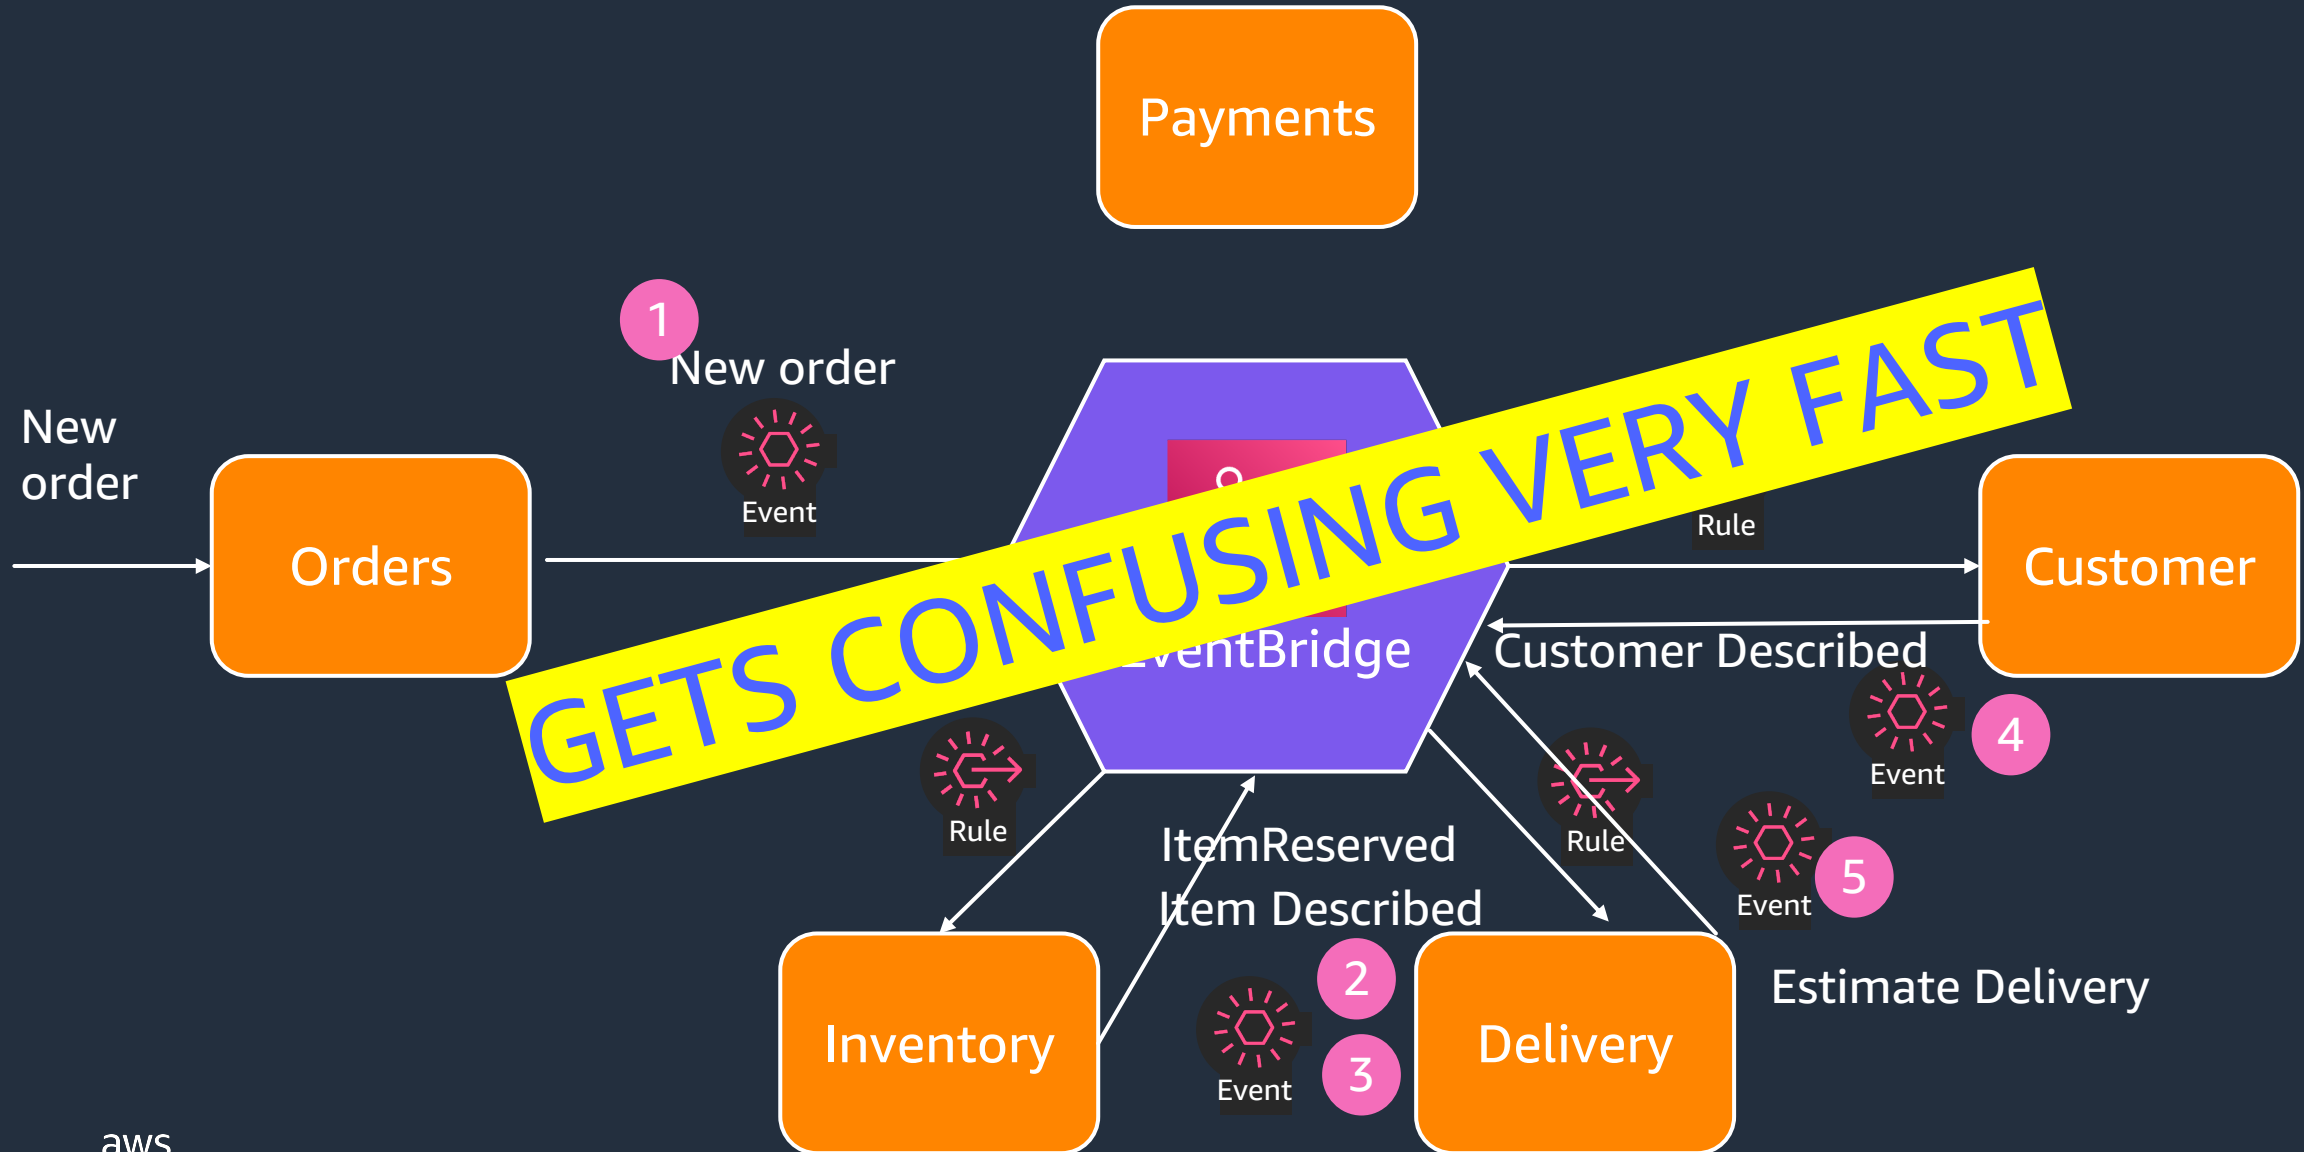 Payments
1
New order
Event
New
order
Orders
GETS CONFUSING VERY FAST
Rule
Customer
EventBridge
Customer Described
Event
4
Rule
Rule
Event
5
ItemReserved
Item Described
Estimate Delivery
2
3
Event
Inventory
Delivery
aws